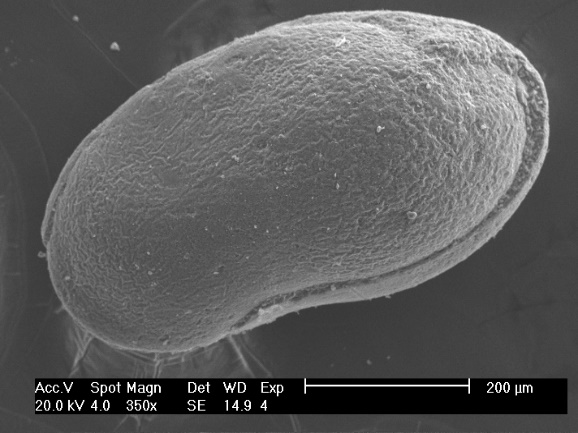 Acc.V Spot Magn Det WD Exp 200 µm
20.0 kV 4.0 350x SE 14.9 4